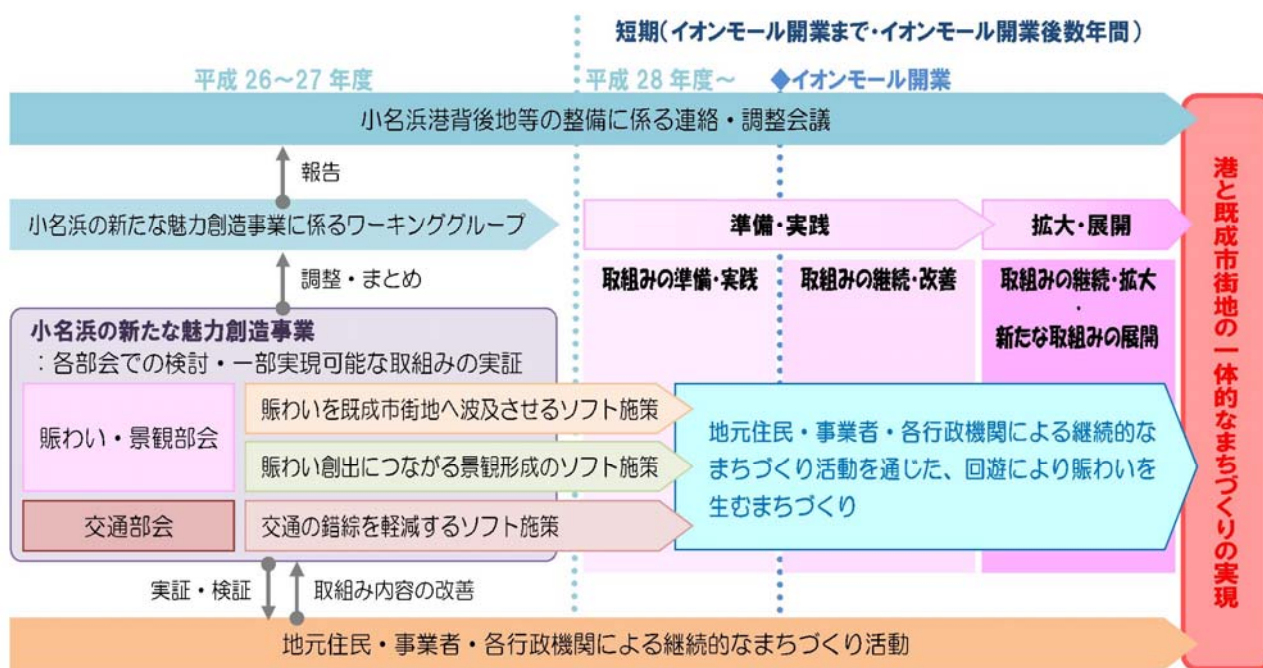 短期（イオンモール開業まで・イオンモール開業後数年間）
平成 26～27 年度
平成 28 年度～
◆イオンモール開業
小名浜港背後地等の整備に係る連絡・調整会議
報告
小名浜の新たな魅力創造事業に係るワーキンググループ
準備・実践
拡大・展開
調整・まとめ
取組みの準備・実践
取組みの継続・改善
取組みの継続・拡大
・
新たな取組みの展開
小名浜の新たな魅力創造事業
：各部会での検討・一部実現可能な取組みの実証
賑わい・景観部会
賑わいを既成市街地へ波及させるソフト施策
賑わい創出につながる景観形成のソフト施策
交通部会
交通の錯綜を軽減するソフト施策
地元住民・事業者・各行政機関による継続的な
まちづくり活動を通じた、回遊により賑わいを
生むまちづくり
実証・検証
取組み内容の改善
地元住民・事業者・各行政機関による継続的なまちづくり活動
港と既成市街地の一体的なまちづくりの実現